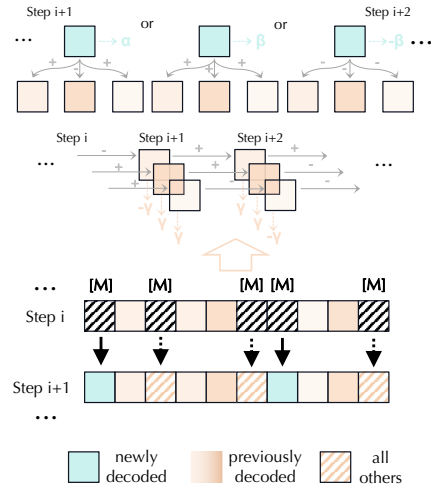 Step i+1 or or Step i+2
... α β -β ...
+ - + + + + - - -
Step i Step i+1 Step i+2
... - + - ...
+ + +
+ - +
-γ γ
γ γ
γ -γ
... [M] [M] [M] [M] [M]
Step i
Step i+1
...
newly decoded
previously decoded
all others